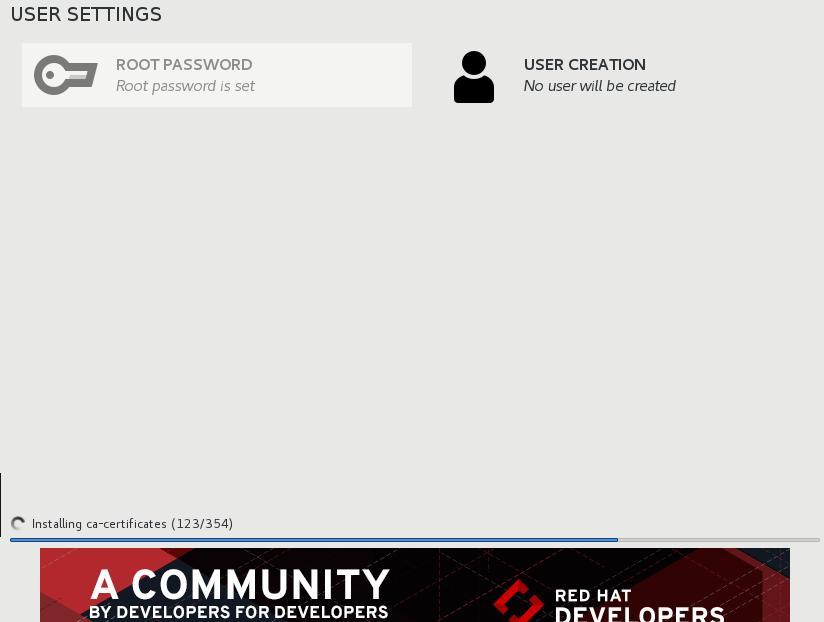 USER SETTINGS
ROOT PASSWORD
Root password is set
USER CREATION
No user will be created
Installing ca-certificates (123/354)
A COMMUNITY
BY DEVELOPERS FOR DEVELOPERS
RED HAT
DEVELOPERS